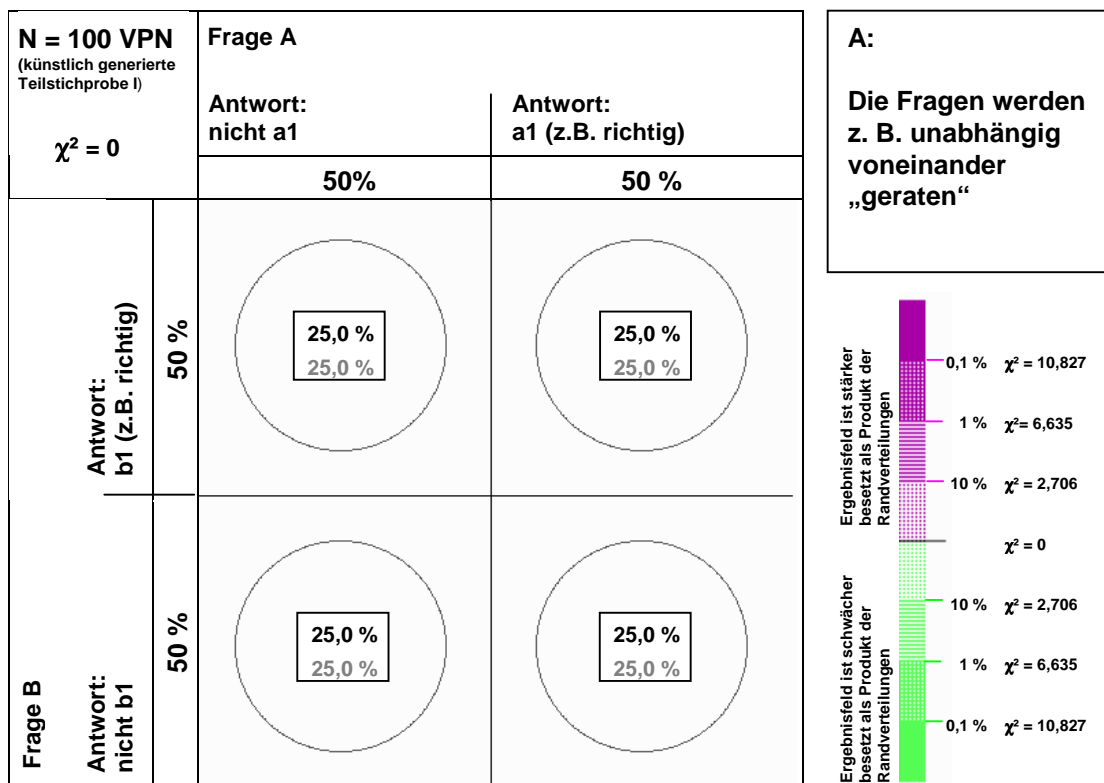 N = 100 VPN
(künstlich generierte
Teilstichprobe I)
χ² = 0
Frage A
Antwort:
nicht a1
Antwort:
a1 (z.B. richtig)
50%
50 %
Frage B
Antwort:
b1 (z.B. richtig)
50 %
25,0 %
25,0 %
25,0 %
25,0 %
Antwort:
nicht b1
50 %
25,0 %
25,0 %
25,0 %
25,0 %
A:
Die Fragen werden
z. B. unabhängig
voneinander
„geraten“
Ergebnisfeld ist stärker
besetzt als Produkt der
Randverteilungen
0,1 % χ² = 10,827
1 % χ²= 6,635
10 % χ² = 2,706
χ² = 0
Ergebnisfeld ist schwächer
besetzt als Produkt der
Randverteilungen
10 % χ² = 2,706
1 % χ² = 6,635
0,1 % χ² = 10,827